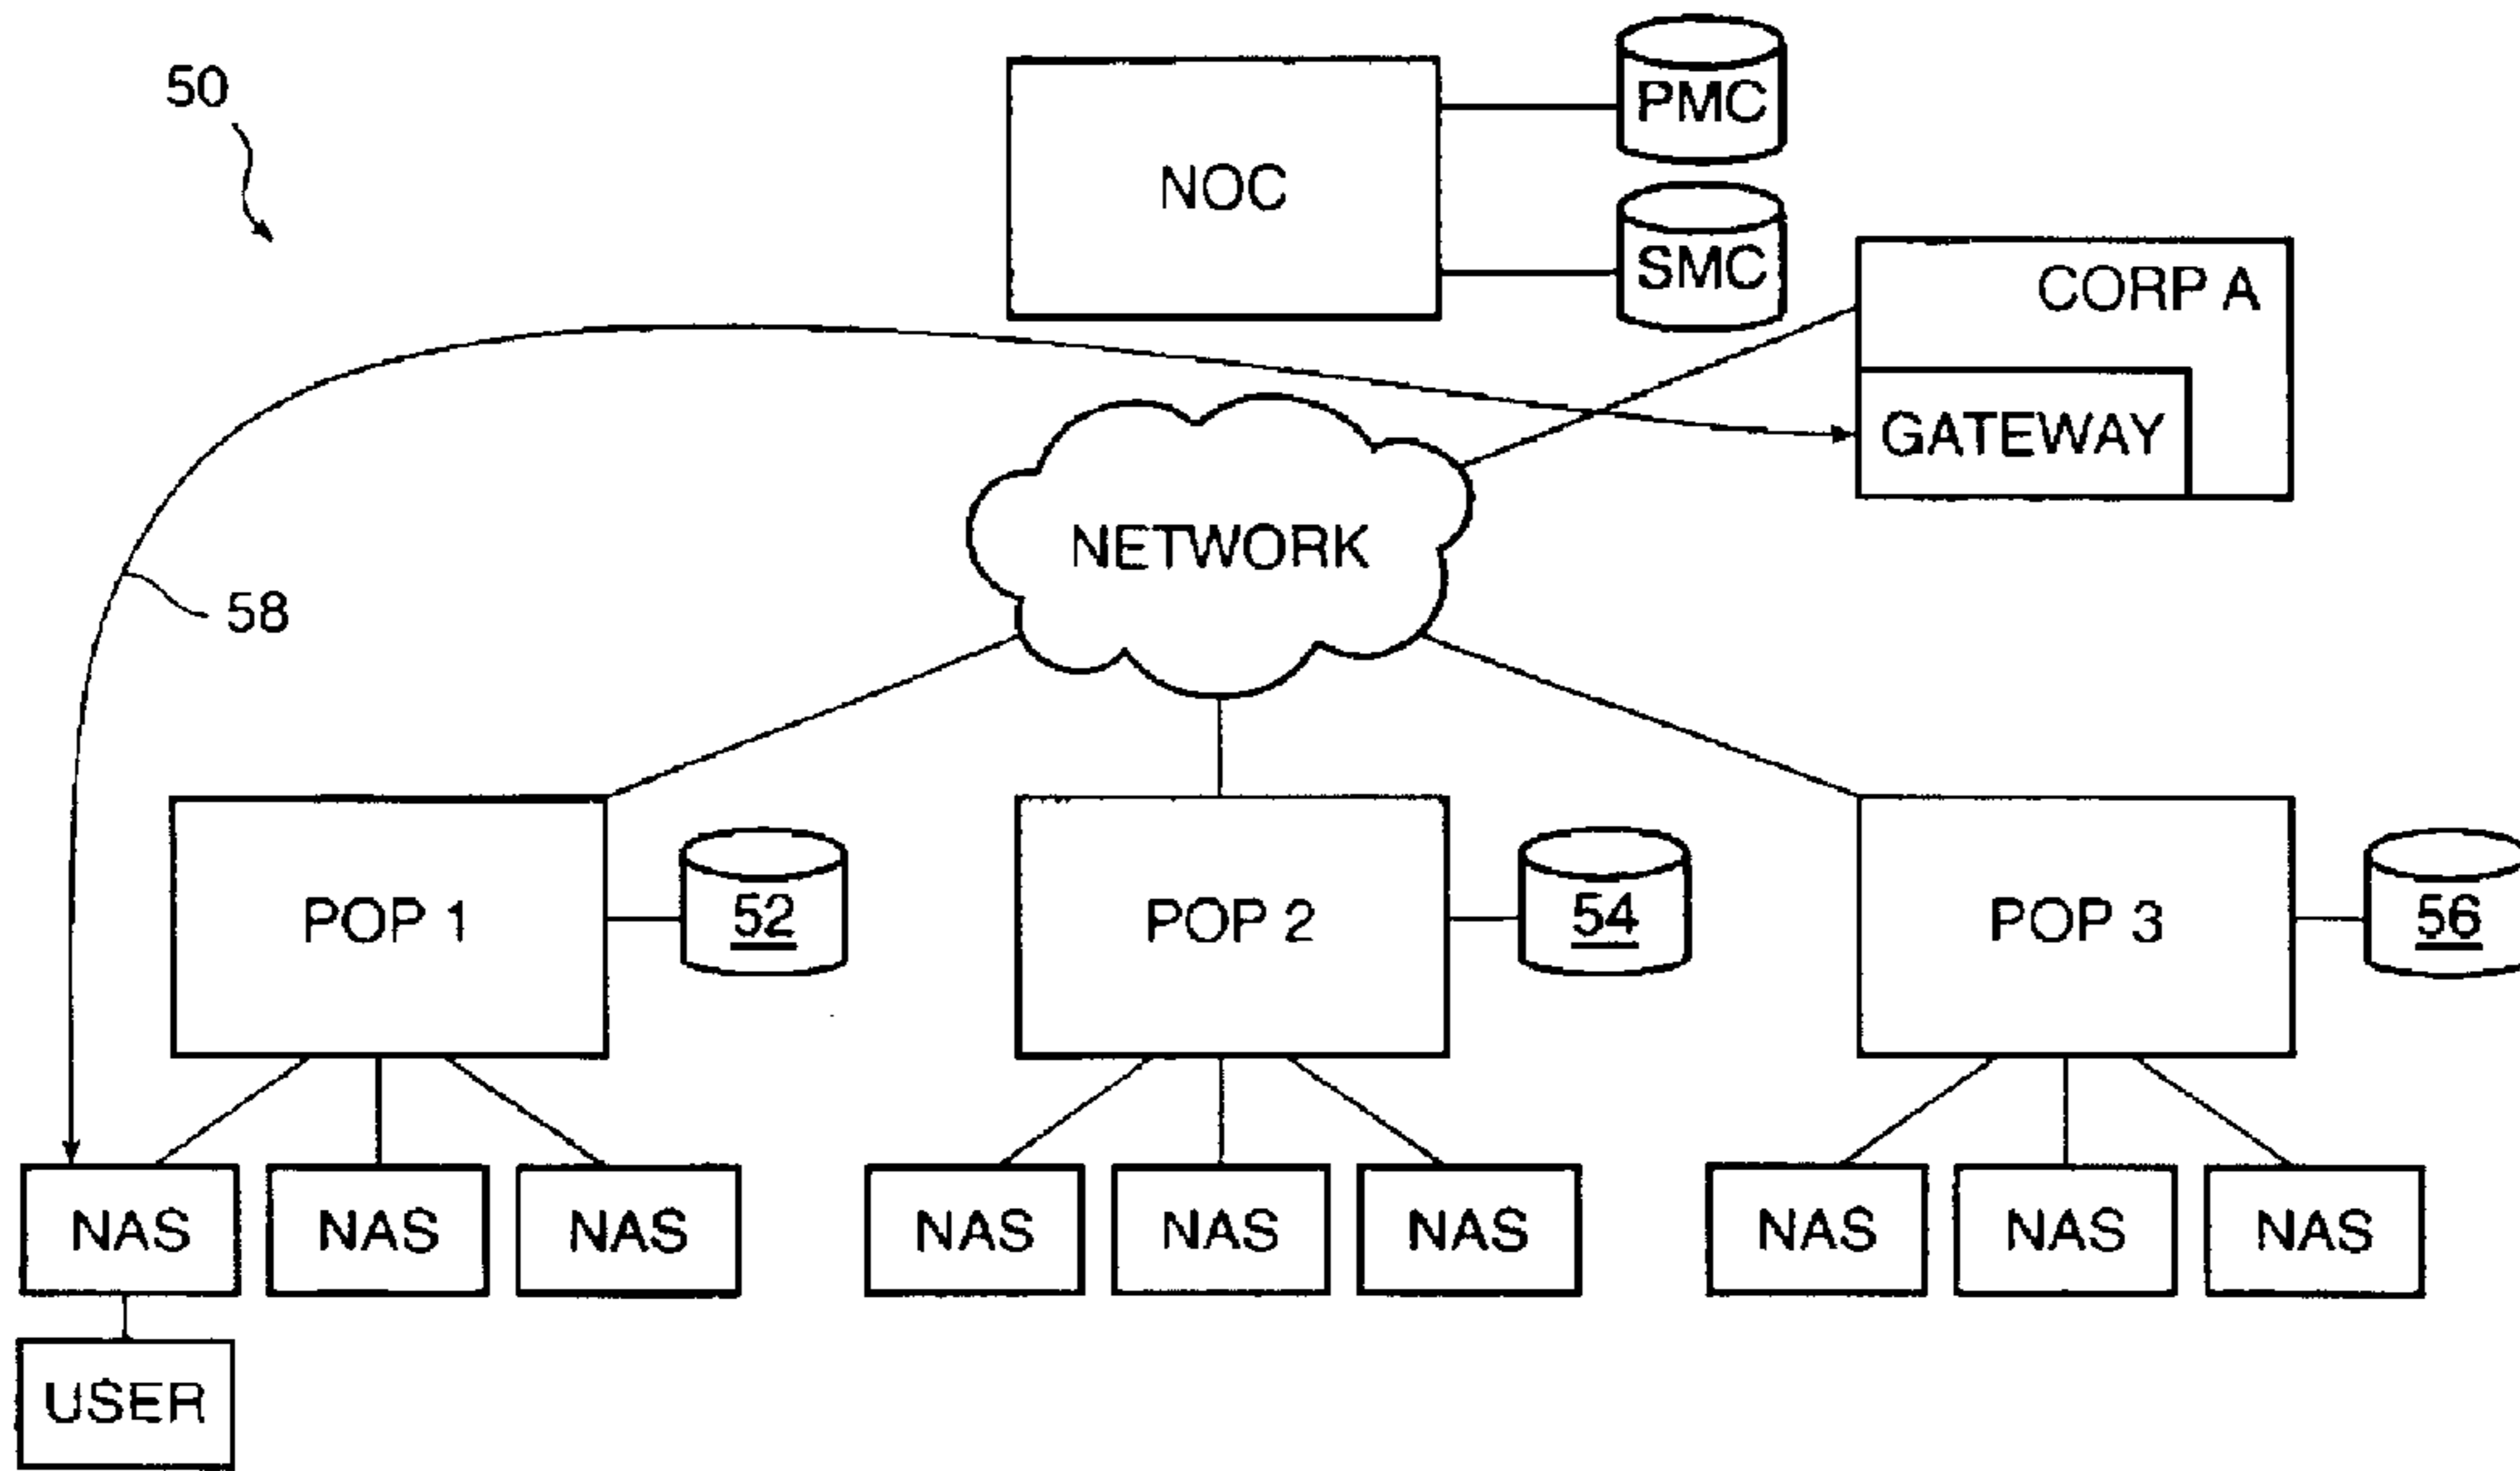 50
PMC
NOC
SMC
CORP A
GATEWAY
NETWORK
58
POP 1
52
POP 2
54
POP 3
56
NAS
NAS
NAS
NAS
NAS
NAS
NAS
NAS
NAS
USER